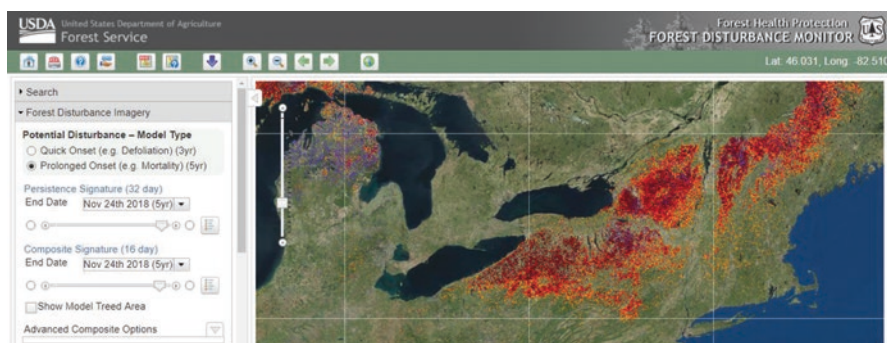 USDA United States Department of Agriculture
Forest Service
Forest Health Protection
FOREST DISTURBANCE MONITOR
Lat: 46.031, Long: -82.510
Search
Forest Disturbance Imagery
Potential Disturbance – Model Type
Quick Onset (e.g. Defoliation) (3yr)
Prolonged Onset (e.g. Mortality) (5yr)
Persistence Signature (32 day)
End Date Nov 24th 2018 (5yr)
Composite Signature (16 day)
End Date Nov 24th 2018 (5yr)
Show Model Treed Area
Advanced Composite Options